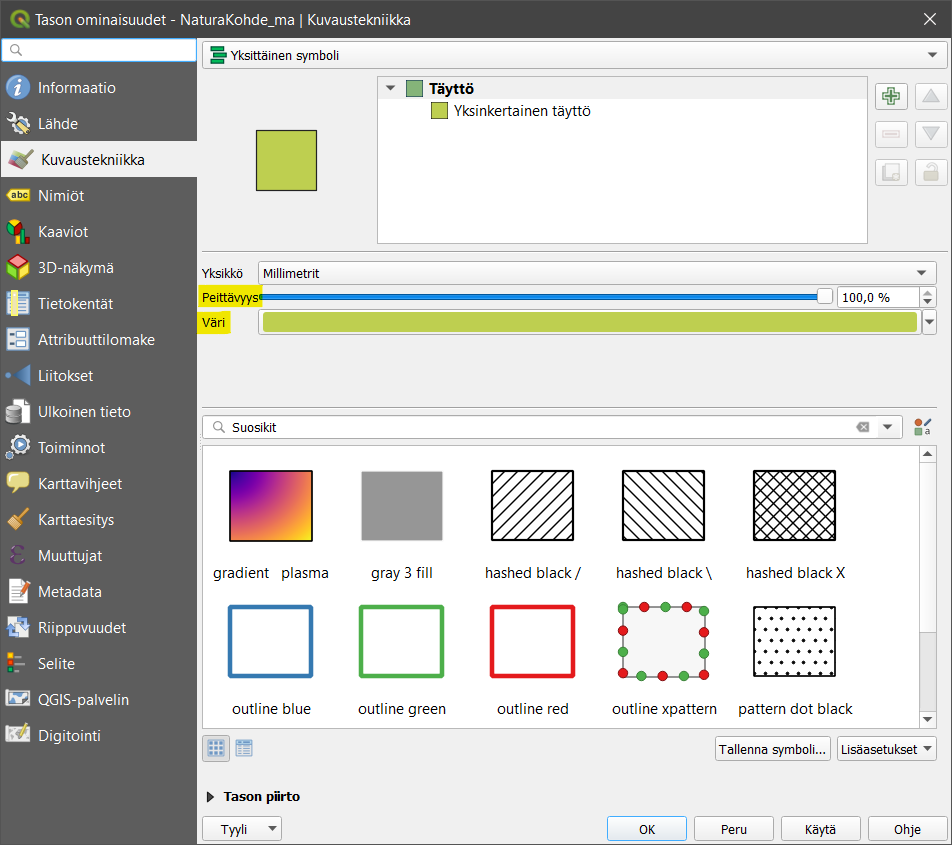 Tason ominaisuudet - NaturaKohde_ma | Kuvaustekniikka
Yksittäinen symboli
Informaatio
Lähde
Kuvaustekniikka
abc Nimiöt
Kaaviot
3D-näkymä
Tietokentät
Attribuuttilomake
Liitokset
Ulkoinen tieto
Toiminnot
Karttavihjeet
Karttaesitys
Muuttujat
Metadata
Riippuvuudet
Selite
QGIS-palvelin
Digitointi
Täyttö
Yksinkertainen täyttö
Yksikkö Millimetrit
Peittävyys 100,0 %
Väri
Suosikit
gradient plasma gray 3 fill hashed black / hashed black \ hashed black X
outline blue outline green outline red outline xpattern pattern dot black
Tallenna symboli... Lisäasetukset
Tason piirto
Tyyli OK Peru Käytä Ohje